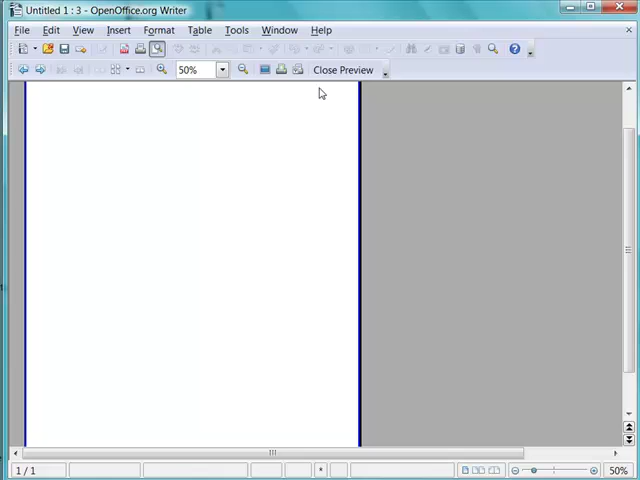 Untitled 1 : 3 - OpenOffice.org Writer
File Edit View Insert Format Table Tools Window Help
50% Close Preview
1 / 1 * 50%